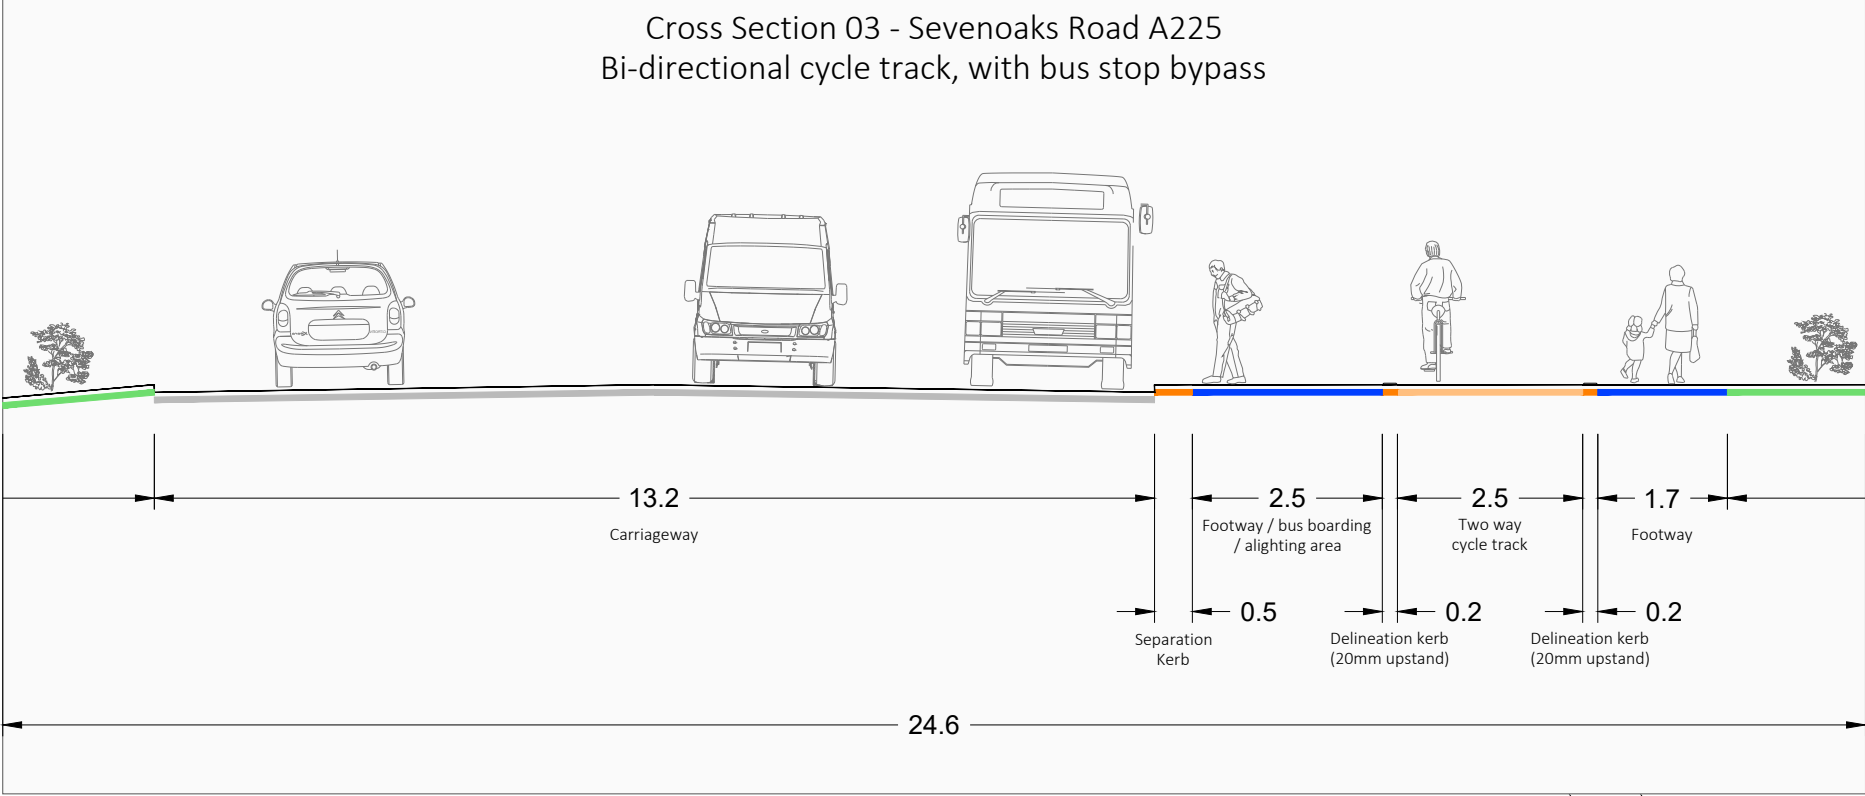 Cross Section 03 - Sevenoaks Road A225
Bi-directional cycle track, with bus stop bypass
13.2
Carriageway
2.5
Footway / bus boarding
/ alighting area
2.5
Two way
cycle track
1.7
Footway
0.5
Separation
Kerb
0.2
Delineation kerb
(20mm upstand)
0.2
Delineation kerb
(20mm upstand)
24.6